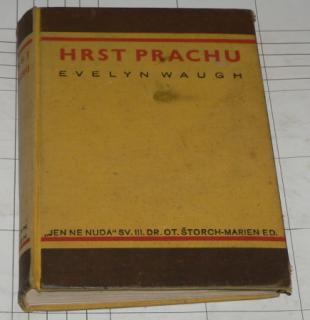 HRST PRACHU
EVELYN WAUGH
„JEN NE NUDA" SV. III. DR. OT. ŠTORCH-MARIEN ED.